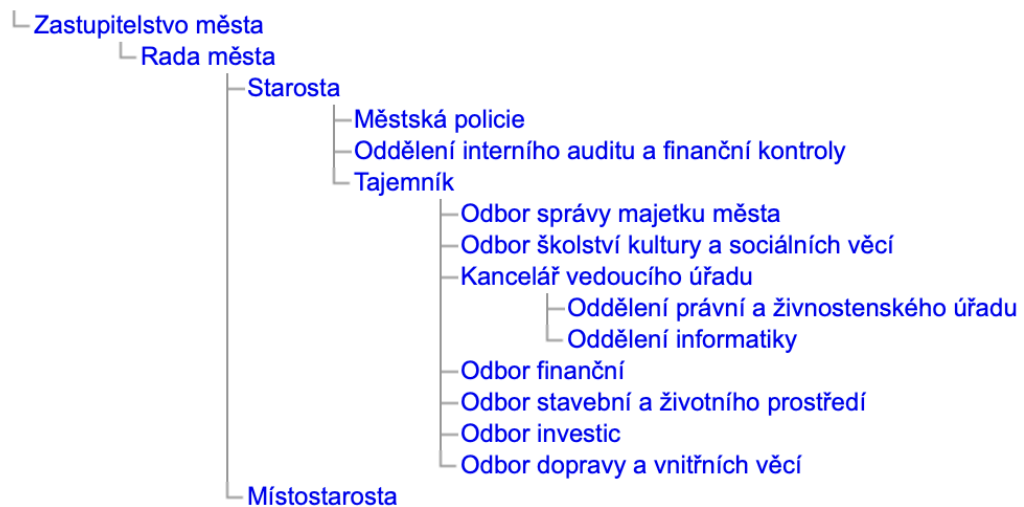 Zastupitelstvo města
Rada města
Starosta
Městská policie
Oddělení interního auditu a finanční kontroly
Tajemník
Odbor správy majetku města
Odbor školství kultury a sociálních věcí
Kancelář vedoucího úřadu
Oddělení právní a živnostenského úřadu
Oddělení informatiky
Odbor finanční
Odbor stavební a životního prostředí
Odbor investic
Odbor dopravy a vnitřních věcí
Místostarosta